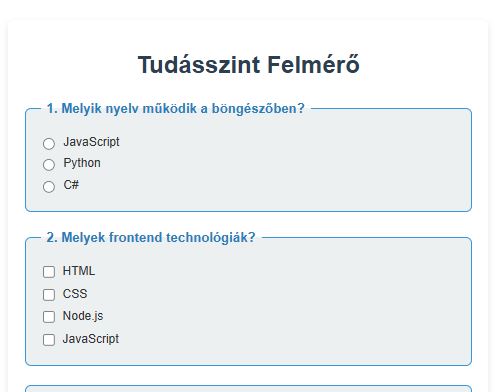 Tudásszint Felmérő
1. Melyik nyelv működik a böngészőben?
JavaScript
Python
C#
2. Melyek frontend technológiák?
HTML
CSS
Node.js
JavaScript